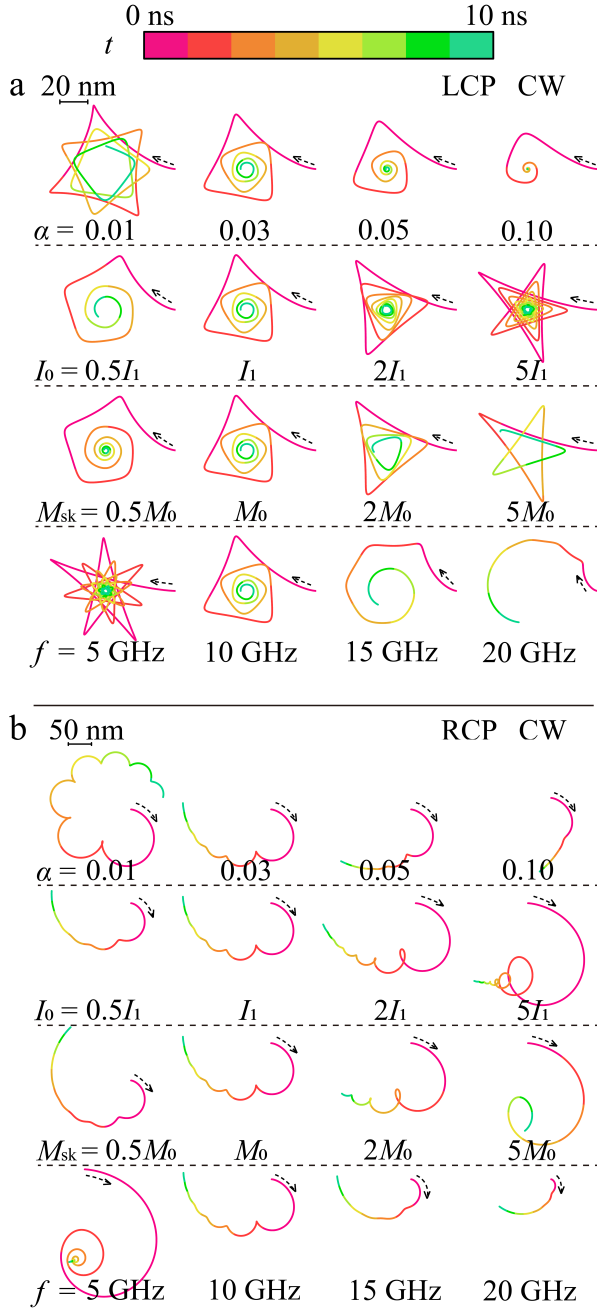 0 ns 10 ns
t
a 20 nm LCP CW
α = 0.01 0.03 0.05 0.10
I₀ = 0.5I₁ I₁ 2I₁ 5I₁
Mₛₖ = 0.5M₀ M₀ 2M₀ 5M₀
f = 5 GHz 10 GHz 15 GHz 20 GHz
b 50 nm RCP CW
α = 0.01 0.03 0.05 0.10
I₀ = 0.5I₁ I₁ 2I₁ 5I₁
Mₛₖ = 0.5M₀ M₀ 2M₀ 5M₀
f = 5 GHz 10 GHz 15 GHz 20 GHz